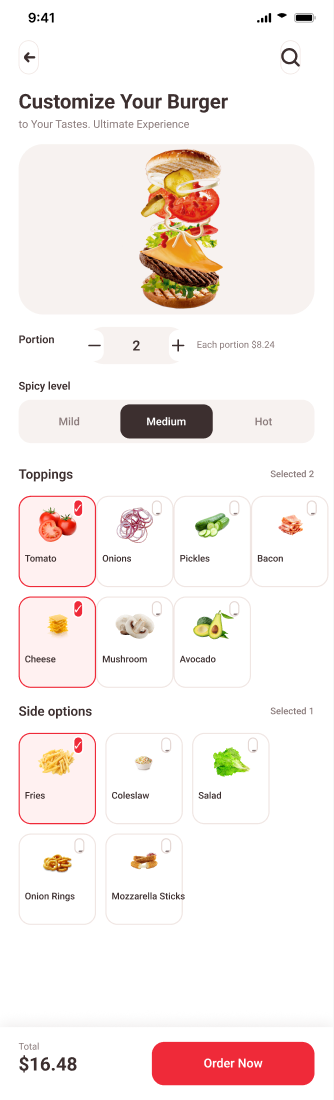 9:41
Customize Your Burger
to Your Tastes. Ultimate Experience
Portion
2
Each portion $8.24
Spicy level
Mild Medium Hot
Toppings Selected 2
Tomato Onions Pickles Bacon
Cheese Mushroom Avocado
Side options Selected 1
Fries Coleslaw Salad
Onion Rings Mozzarella Sticks
Total
$16.48
Order Now